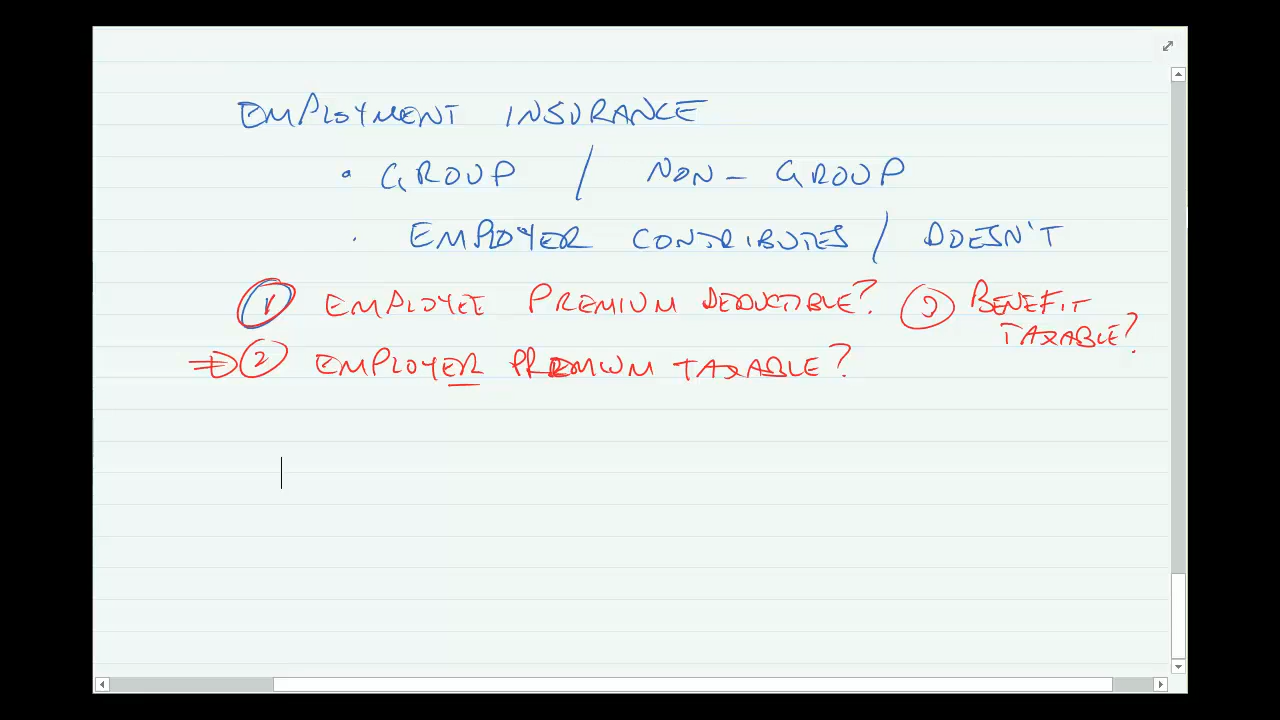 EMPLOYMENT INSURANCE
• GROUP / NON-GROUP
• EMPLOYER CONTRIBUTES / DOESN'T
① EMPLOYEE PREMIUM DEDUCTIBLE? ③ BENEFIT
TAXABLE?
⇒ ② EMPLOYER PREMIUM TAXABLE?